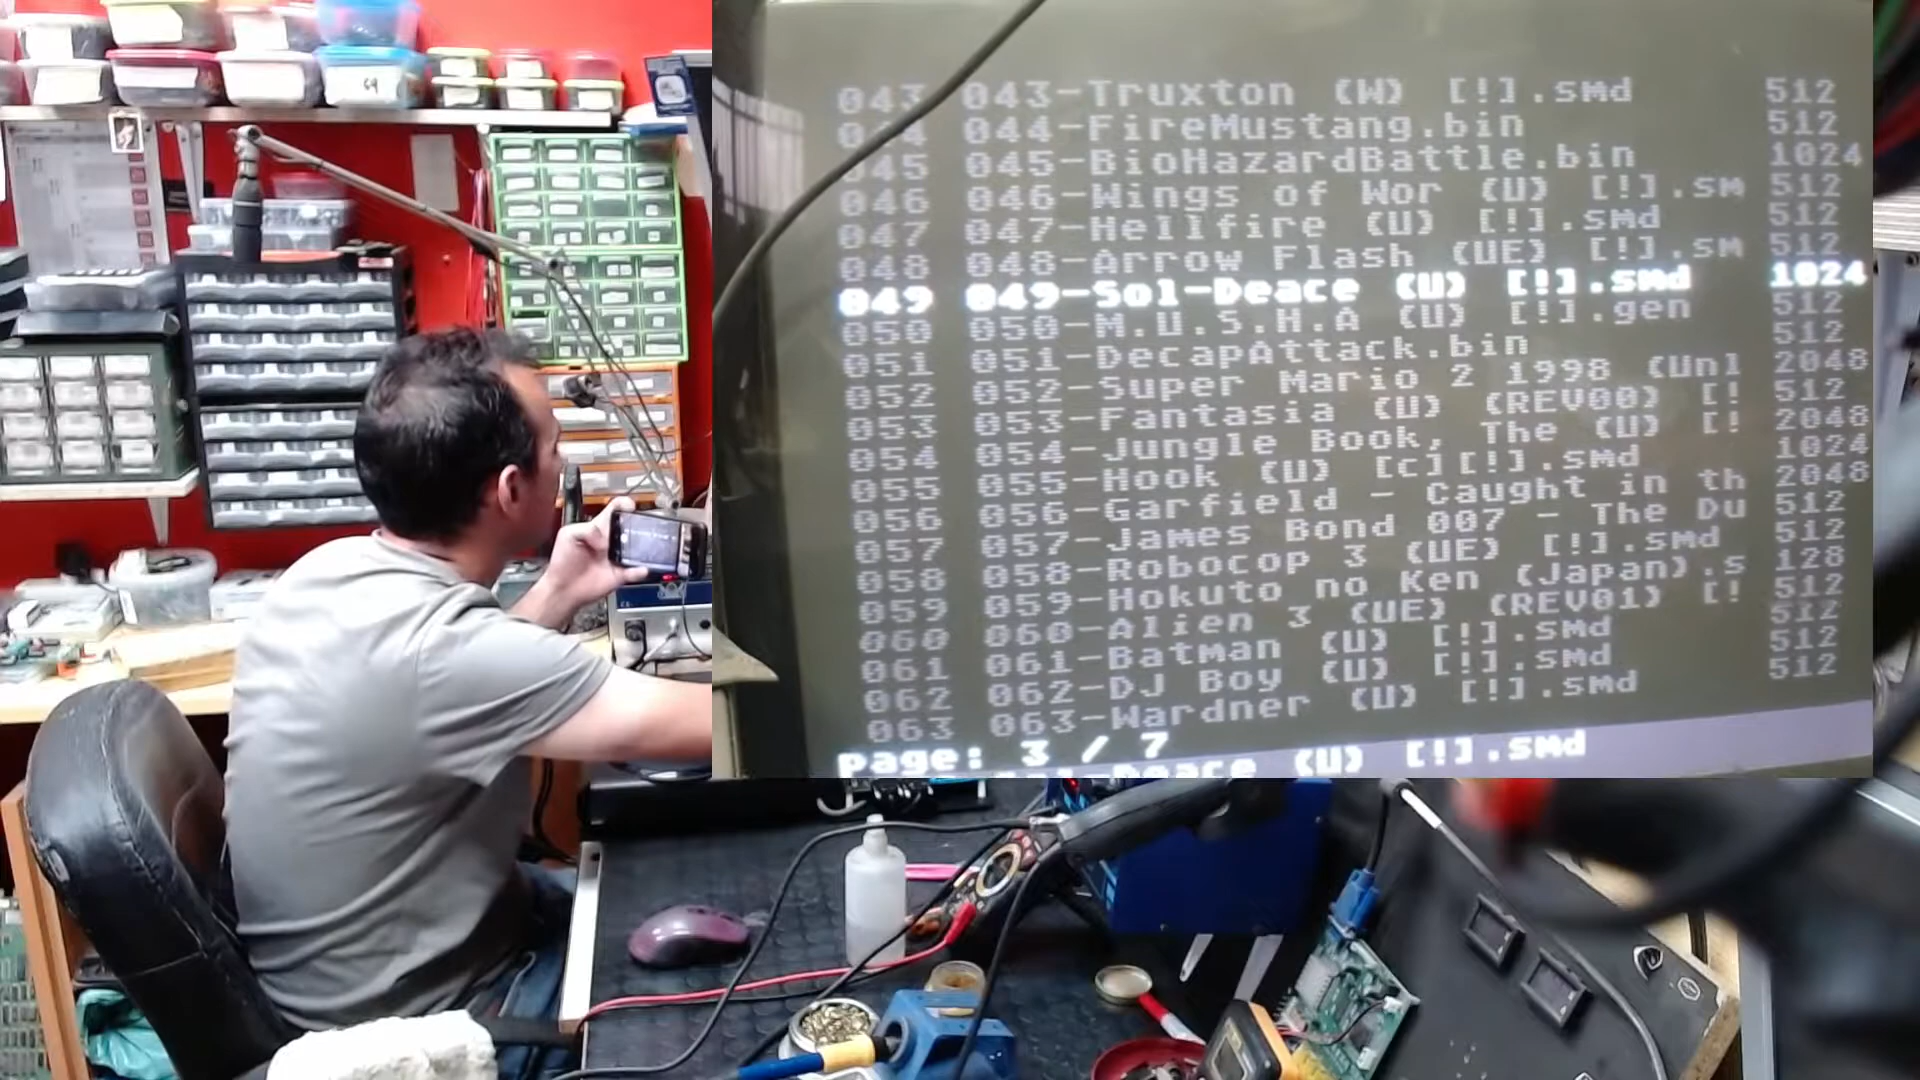 043 043-Truxton (W) [!].smd 512
044 044-FireMustang.bin 512
045 045-BioHazardBattle.bin 1024
046 046-Wings of Wor (U) [!].sm 512
047 047-Hellfire (U) [!].smd 512
048 048-Arrow Flash (UE) [!].sm 512
049 049-Sol-Deace (U) [!].smd 1024
050 050-M.U.S.H.A (U) [!].gen 512
051 051-DecapAttack.bin 512
052 052-Super Mario 2 1998 (Unl 2048
053 053-Fantasia (U) (REV00) [! 512
054 054-Jungle Book, The (U) [! 2048
055 055-Hook (U) [c][!].smd 1024
056 056-Garfield - Caught in th 2048
057 057-James Bond 007 - The Du 512
058 058-Robocop 3 (UE) [!].smd 512
059 059-Hokuto no Ken (Japan).s 128
060 060-Alien 3 (UE) (REV01) [! 512
061 061-Batman (U) [!].smd 512
062 062-DJ Boy (U) [!].smd 512
063 063-Wardner (U) [!].smd 512
page: 3 / 7
Deace (U) [!].smd